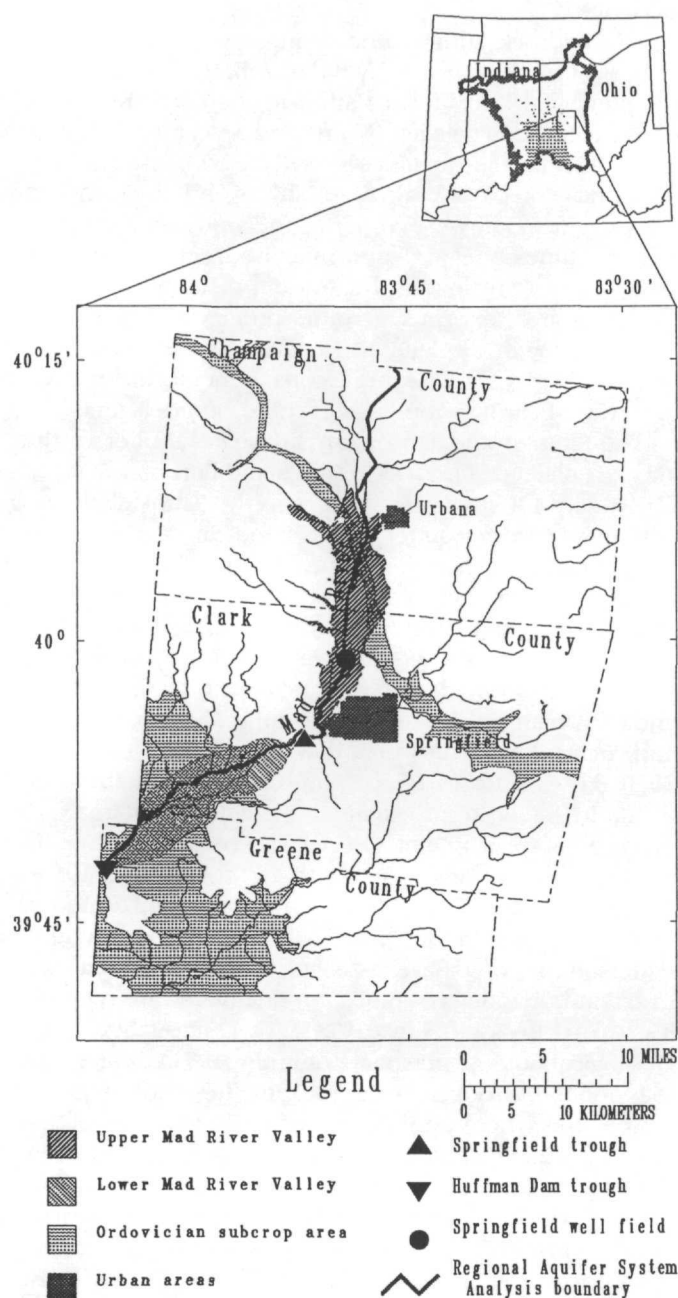 Indiana
Ohio
84°
83°45'
83°30'
40°15'
Champaign
County
Urbana
Clark
40°
County
Mad
Springfield
Greene
County
39°45'
0 5 10 MILES
0 5 10 KILOMETERS
Legend
Upper Mad River Valley
Lower Mad River Valley
Ordovician subcrop area
Urban areas
Springfield trough
Huffman Dam trough
Springfield well field
Regional Aquifer System
Analysis boundary